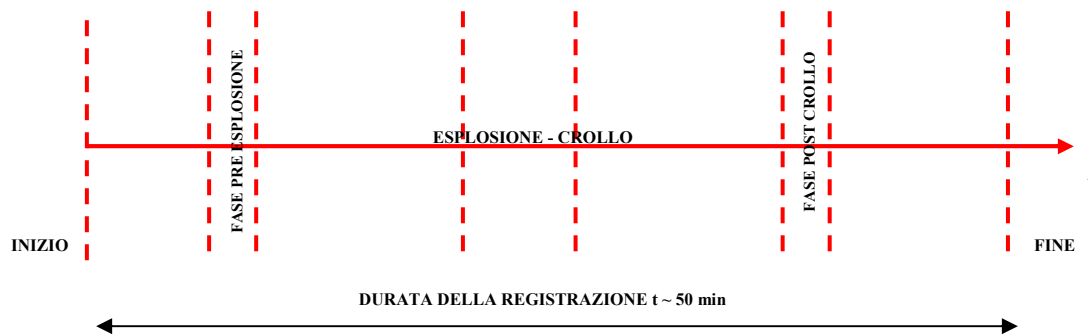 FASE PRE ESPLOSIONE
ESPLOSIONE - CROLLO
FASE POST CROLLO
INIZIO
FINE
DURATA DELLA REGISTRAZIONE t ~ 50 min